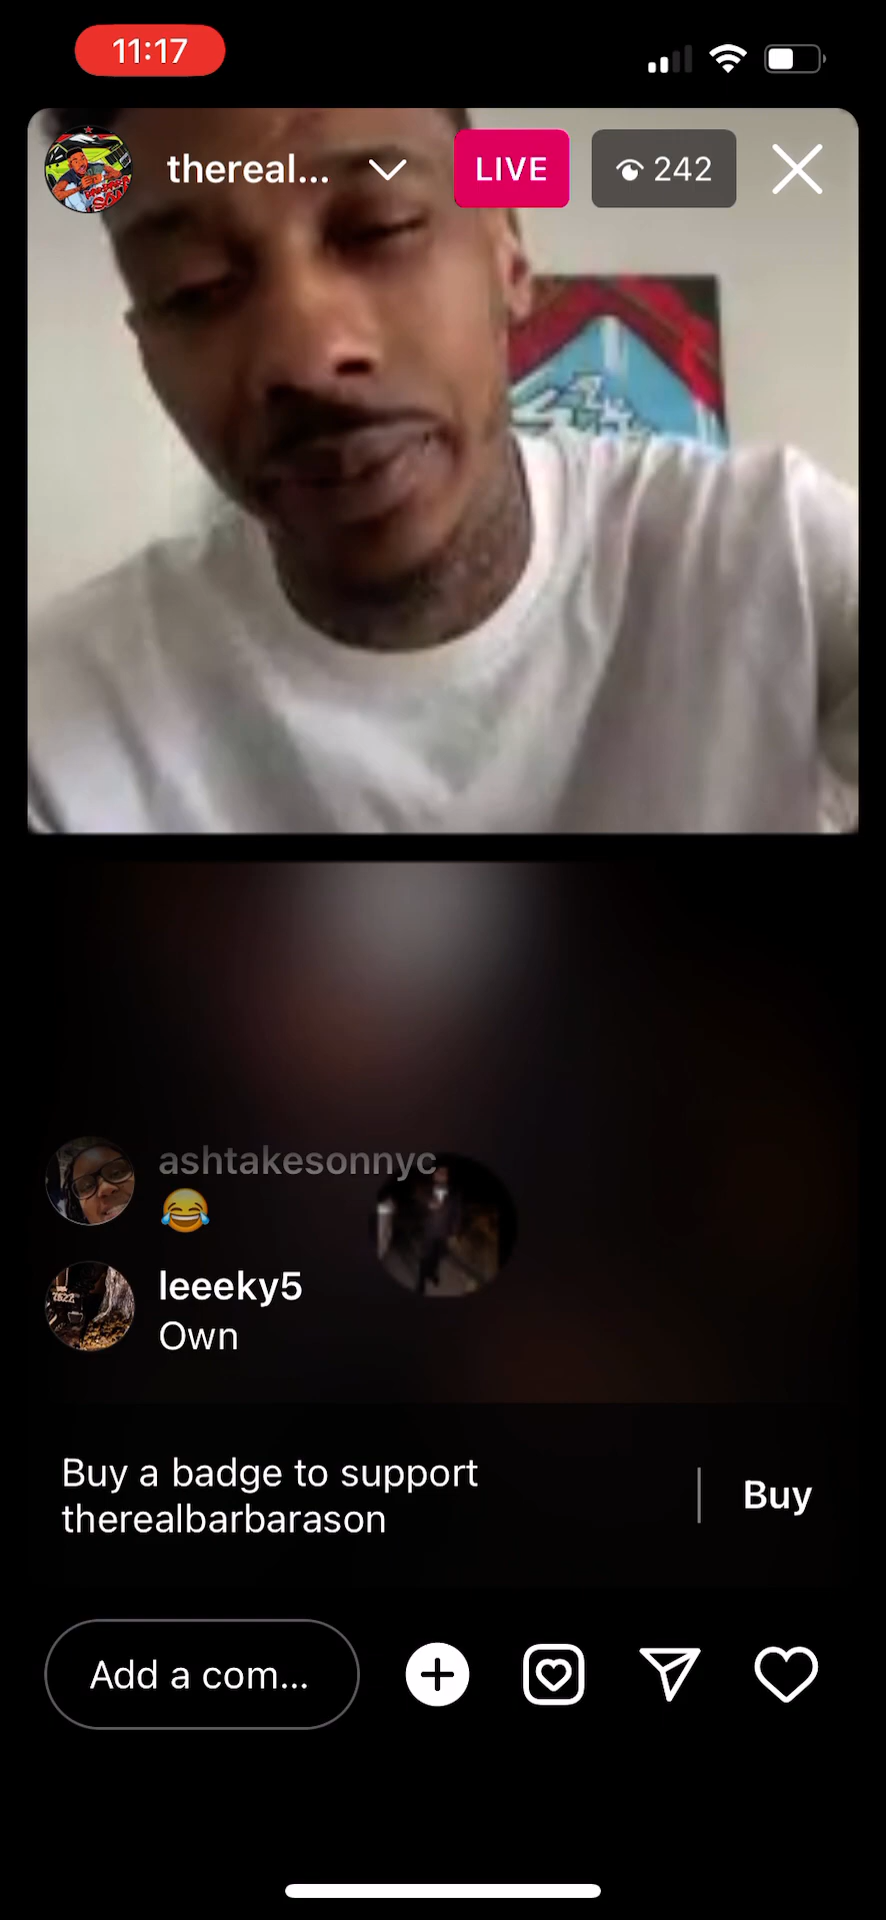 11:17
thereal...
LIVE
242
ashtakesonnyc
😂
leeeky5
Own
Buy a badge to support
therealbarbarason
Buy
Add a com...